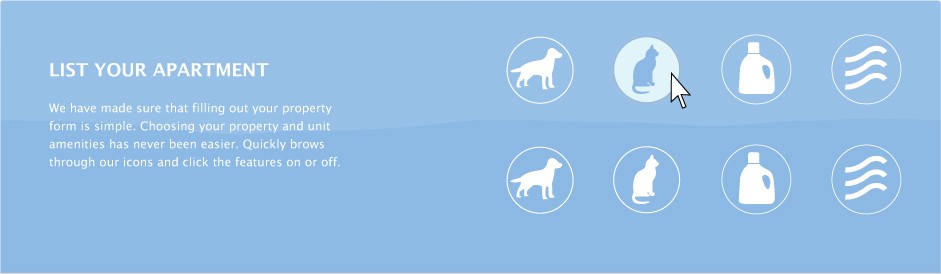 LIST YOUR APARTMENT
We have made sure that filling out your property
form is simple. Choosing your property and unit
amenities has never been easier. Quickly brows
through our icons and click the features on or off.